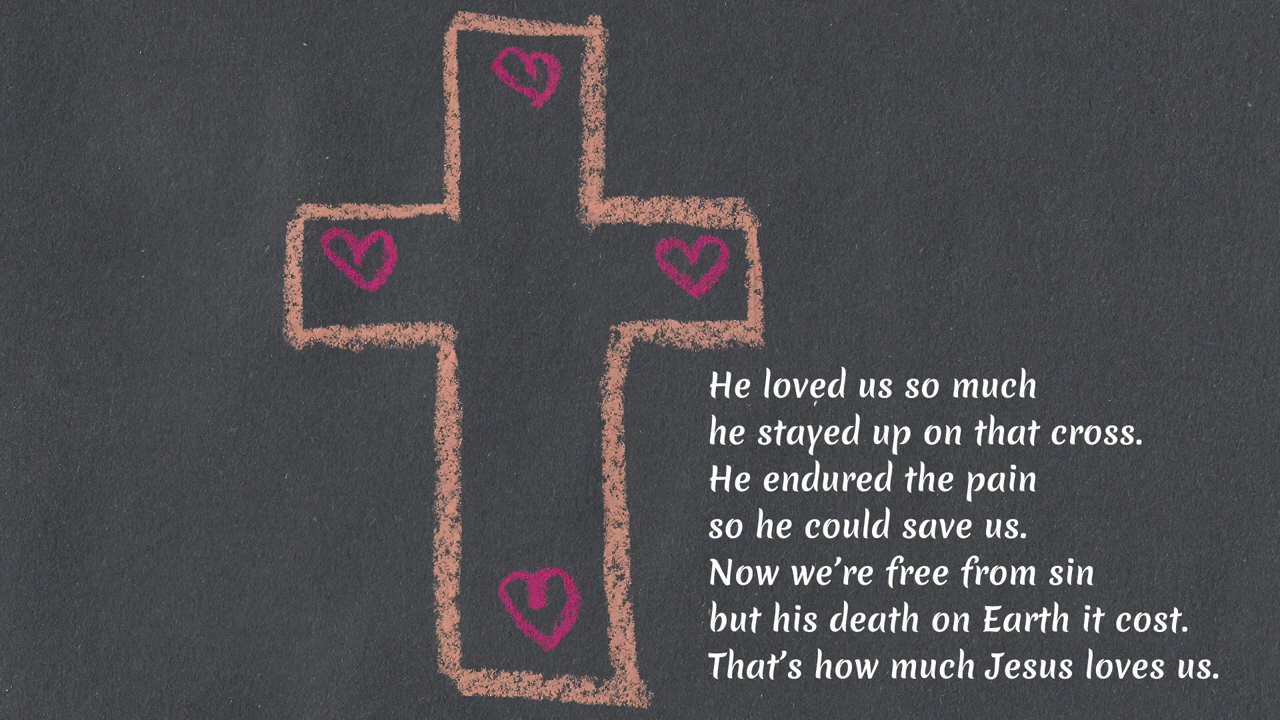 He loved us so much
he stayed up on that cross.
He endured the pain
so he could save us.
Now we’re free from sin
but his death on Earth it cost.
That’s how much Jesus loves us.